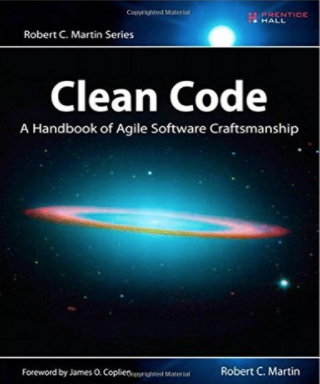 Robert C. Martin Series
PRENTICE
HALL
Clean Code
A Handbook of Agile Software Craftsmanship
Foreword by James O. Coplien
Robert C. Martin